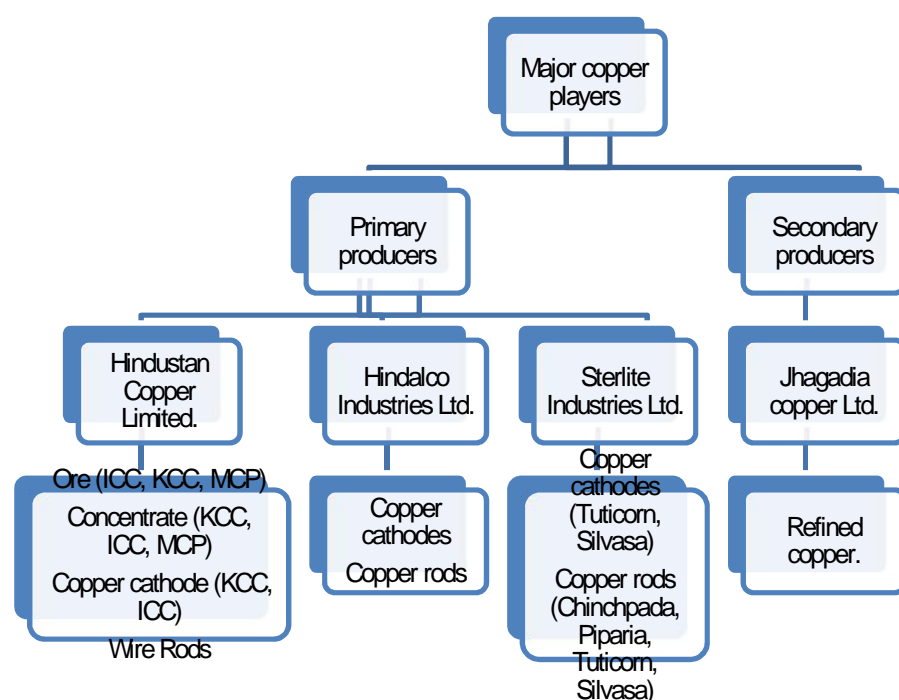 Major copper
players
Primary
producers
Secondary
producers
Hindustan
Copper
Limited.
Hindalco
Industries Ltd.
Sterlite
Industries Ltd.
Jhagadia
copper Ltd.
Ore (ICC, KCC, MCP)
Concentrate (KCC,
ICC, MCP)
Copper cathode (KCC,
ICC)
Wire Rods
Copper
cathodes
Copper rods
Copper
cathodes
(Tuticorn,
Silvasa)
Copper rods
(Chinchpada,
Piparia,
Tuticorn,
Silvasa)
Refined
copper.